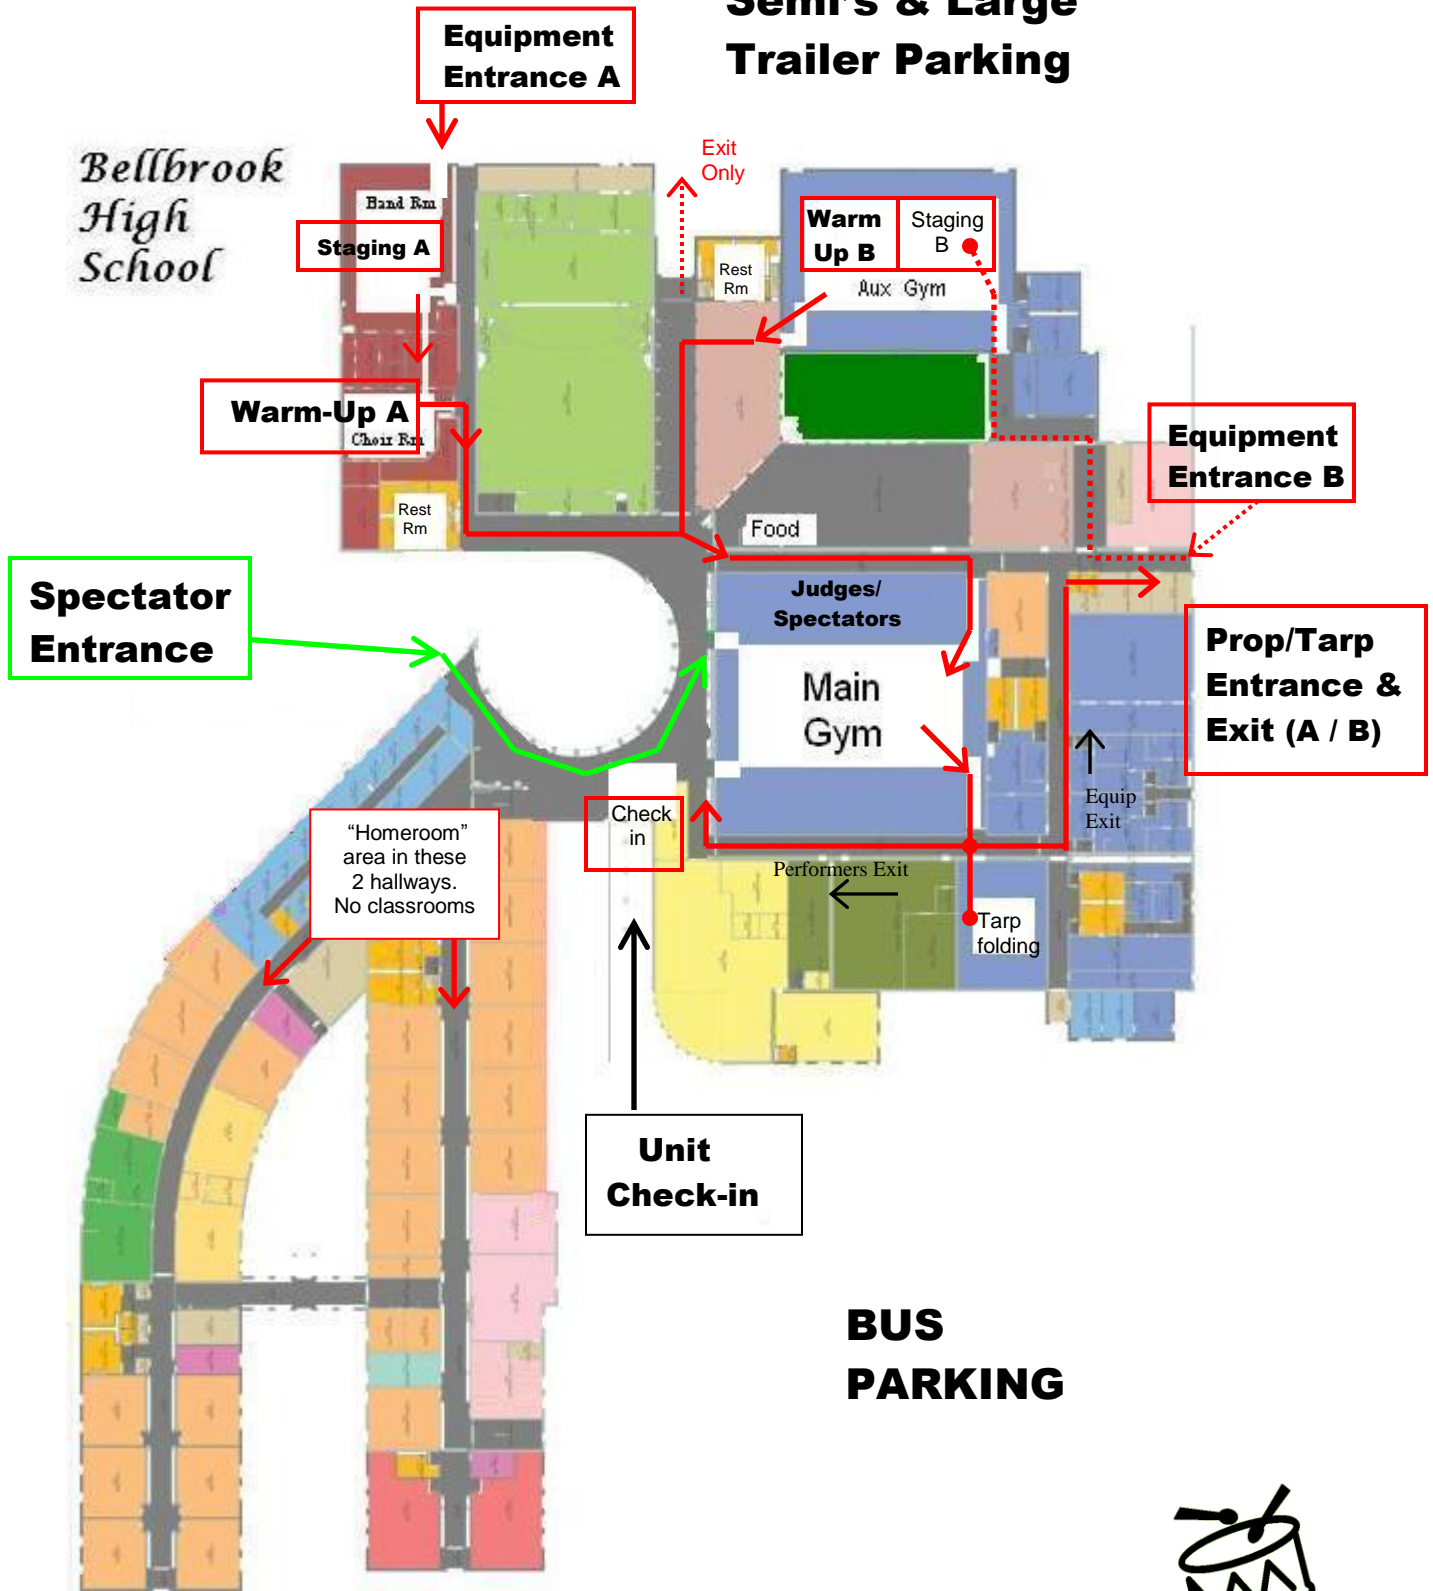 Semi's & Large
Trailer Parking
Equipment
Entrance A
Bellbrook
High
School
Exit
Only
Band Rm
Staging A
Warm
Up B
Staging
B
Rest
Rm
Aux Gym
Warm-Up A
Choir Rm
Equipment
Entrance B
Rest
Rm
Food
Spectator
Entrance
Judges/
Spectators
Main
Gym
Prop/Tarp
Entrance &
Exit (A / B)
Equip
Exit
Check
in
"Homeroom"
area in these
2 hallways.
No classrooms
Performers Exit
Tarp
folding
Unit
Check-in
BUS
PARKING